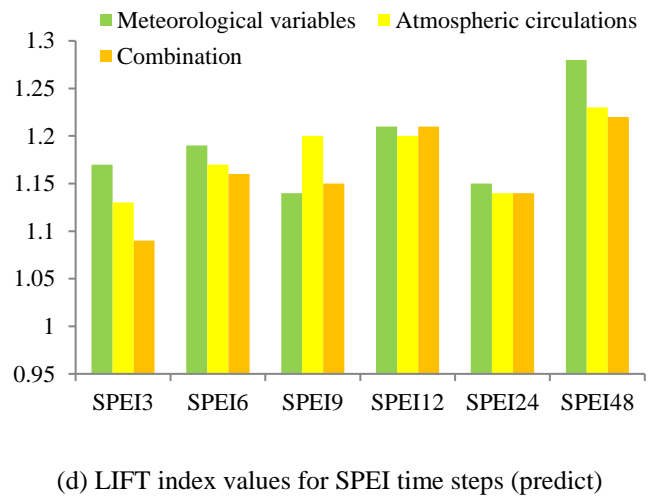 Meteorological variables Atmospheric circulations
Combination
1.3
1.25
1.2
1.15
1.1
1.05
1
0.95
SPEI3 SPEI6 SPEI9 SPEI12 SPEI24 SPEI48
(d) LIFT index values for SPEI time steps (predict)